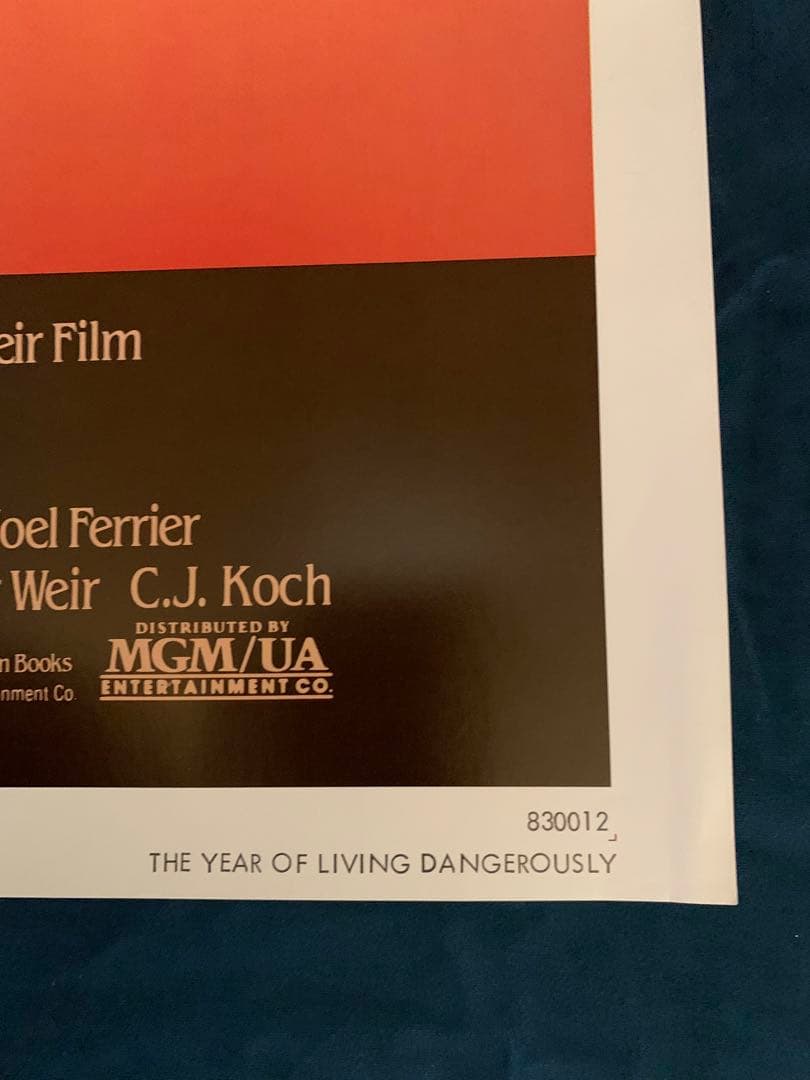 eir Film
oel Ferrier
Weir C.J. Koch
DISTRIBUTED BY
n Books MGM/UA
nment Co. ENTERTAINMENT CO.
830012
THE YEAR OF LIVING DANGEROUSLY